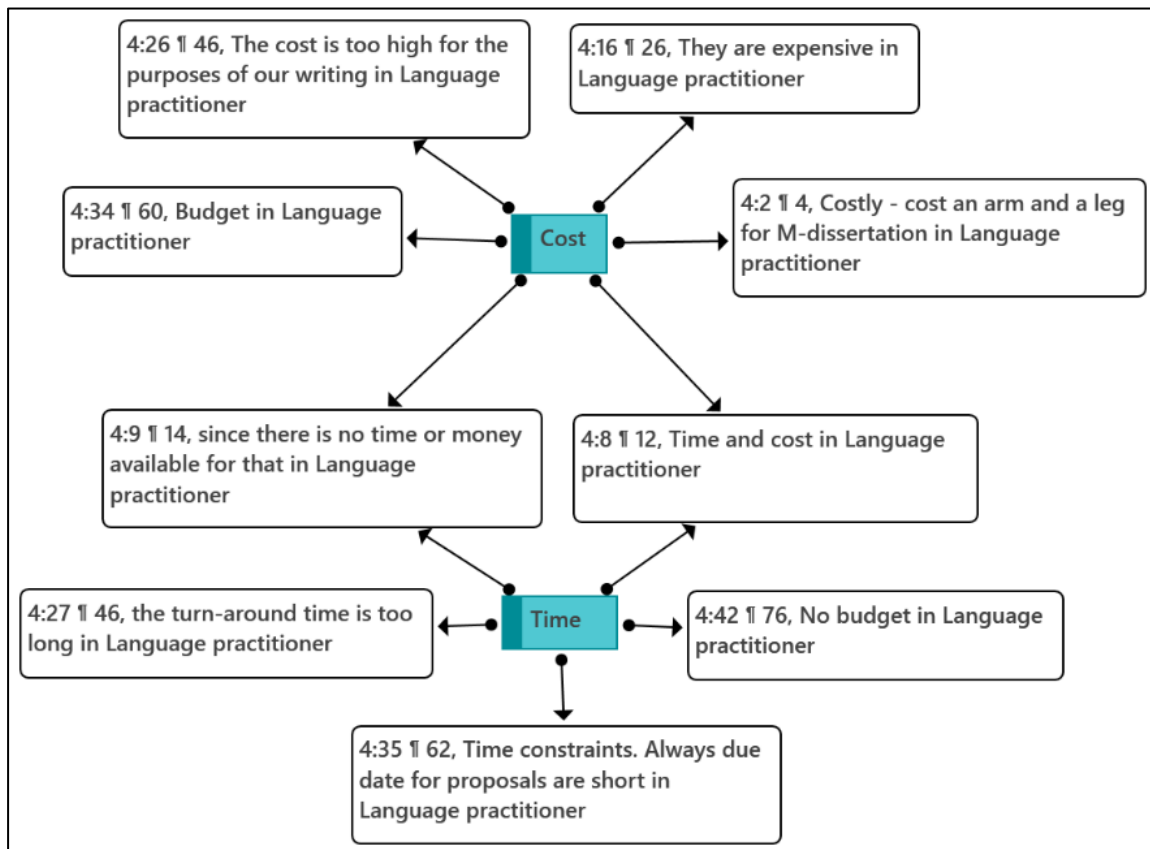 4:26 ¶ 46, The cost is too high for the
purposes of our writing in Language
practitioner
4:16 ¶ 26, They are expensive in
Language practitioner
4:34 ¶ 60, Budget in Language
practitioner
Cost
4:2 ¶ 4, Costly - cost an arm and a leg
for M-dissertation in Language
practitioner
4:9 ¶ 14, since there is no time or money
available for that in Language
practitioner
4:8 ¶ 12, Time and cost in Language
practitioner
4:27 ¶ 46, the turn-around time is too
long in Language practitioner
Time
4:42 ¶ 76, No budget in Language
practitioner
4:35 ¶ 62, Time constraints. Always due
date for proposals are short in
Language practitioner